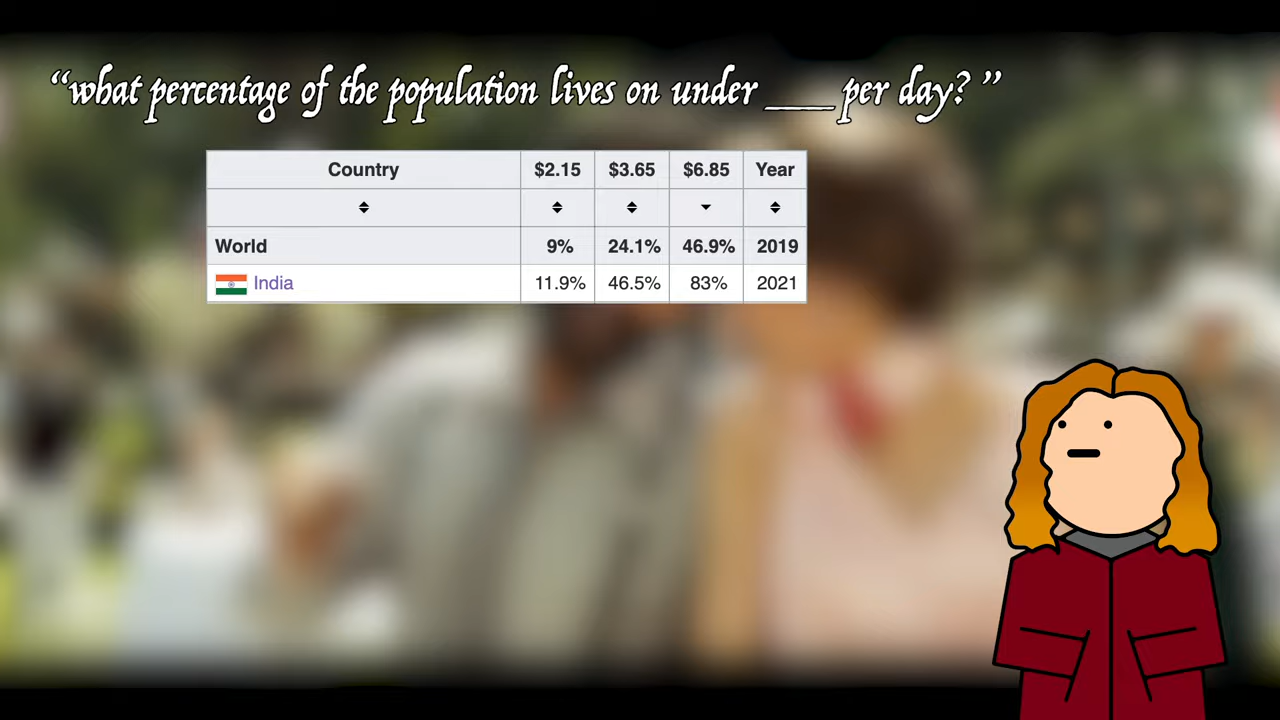 “what percentage of the population lives on under ____ per day? ”
Country $2.15 $3.65 $6.85 Year
World 9% 24.1% 46.9% 2019
India 11.9% 46.5% 83% 2021